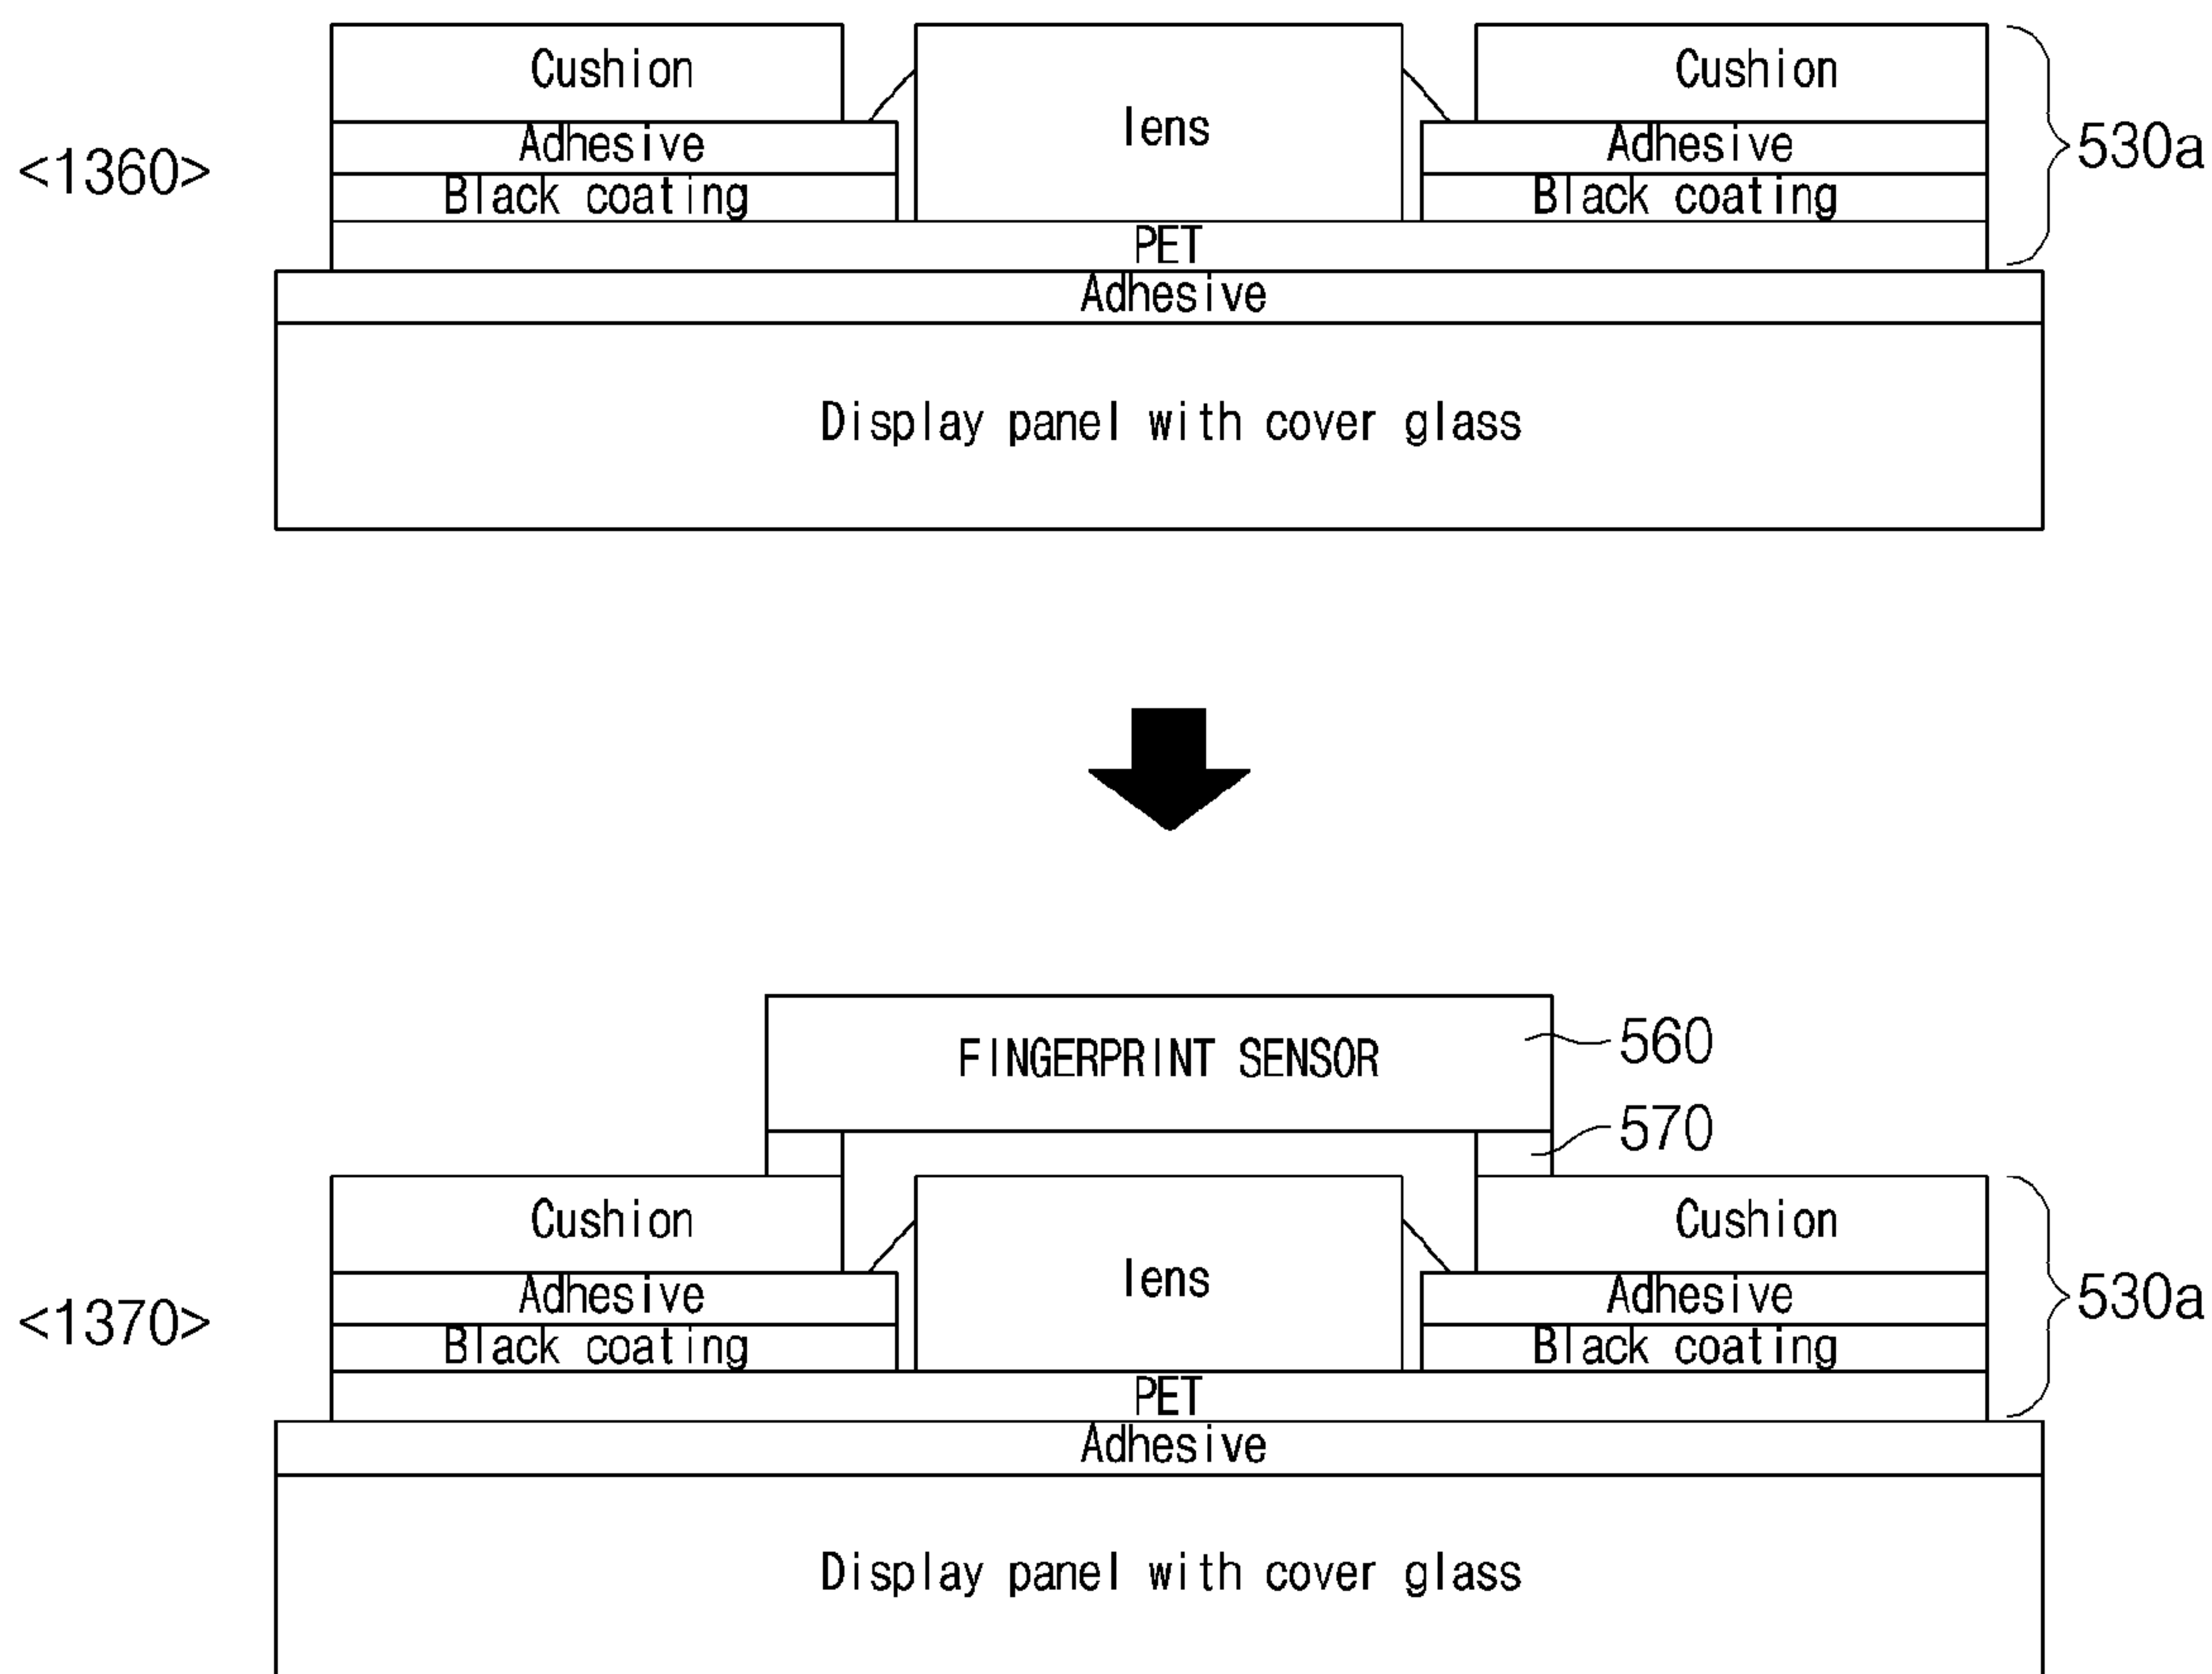 Cushion
lens
Cushion
Adhesive
Adhesive
530a
<1360>
Black coating
Black coating
PET
Adhesive
Display panel with cover glass
FINGERPRINT SENSOR
560
570
Cushion
lens
Cushion
Adhesive
Adhesive
530a
<1370>
Black coating
Black coating
PET
Adhesive
Display panel with cover glass